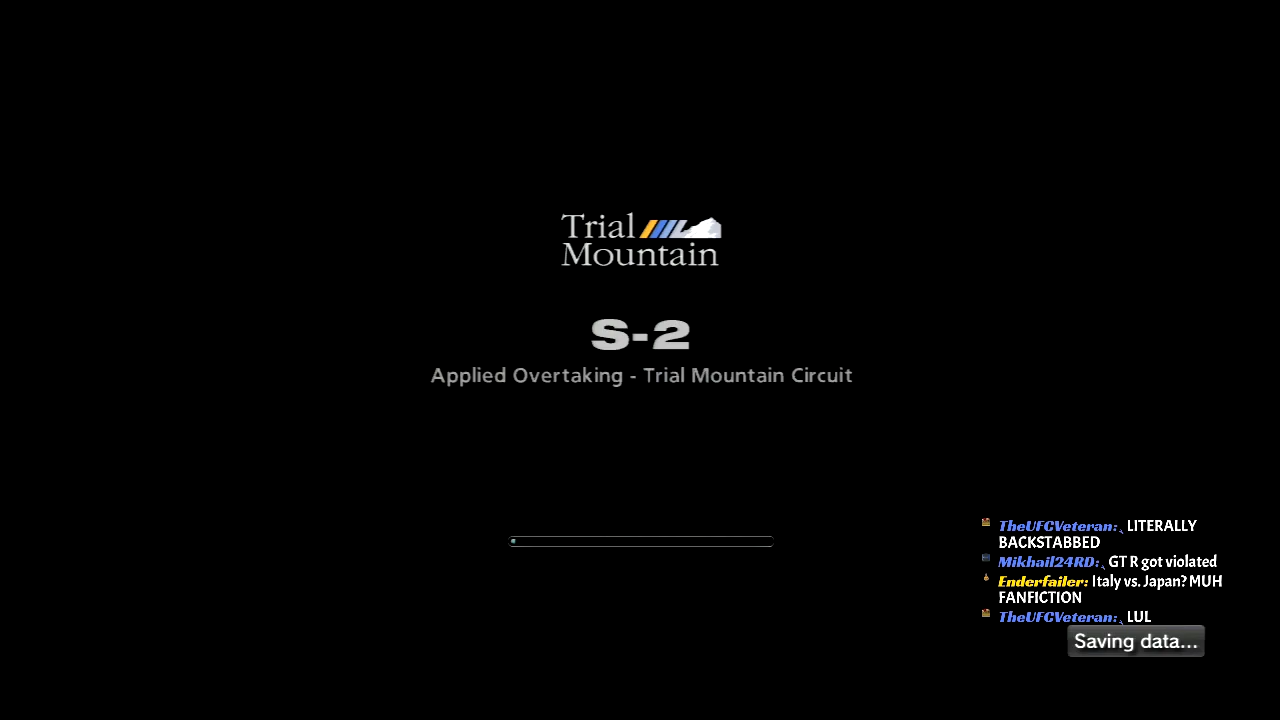 Trial
Mountain
S-2
Applied Overtaking - Trial Mountain Circuit
TheUFCVeteran: LITERALLY
BACKSTABBED
Mikhail24RD: GT R got violated
Enderfailer: Italy vs. Japan? MUH
FANFICTION
TheUFCVeteran: LUL
Saving data...